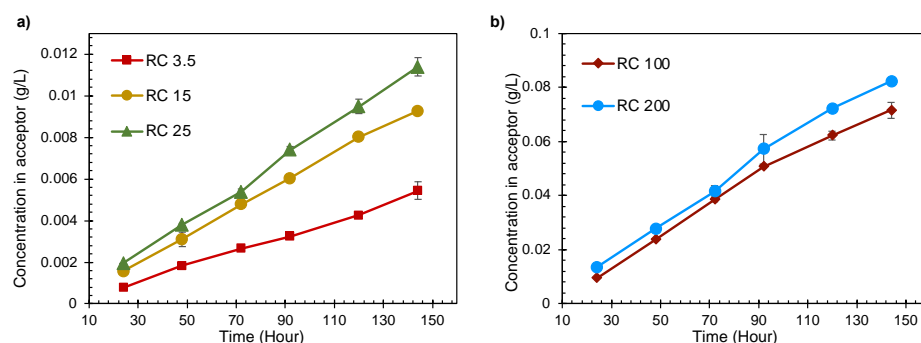 a)
Concentration in acceptor (g/L)
0.012
0.01
0.008
0.006
0.004
0.002
0
RC 3.5
RC 15
RC 25
10 30 50 70 90 110 130 150
Time (Hour)
b)
Concentration in acceptor (g/L)
0.1
0.08
0.06
0.04
0.02
0
RC 100
RC 200
10 30 50 70 90 110 130 150
Time (Hour)